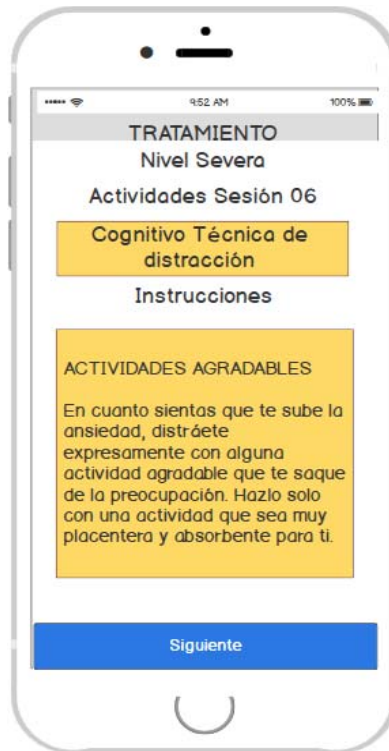 9:52 AM
100%
TRATAMIENTO
Nivel Severa
Actividades Sesión 06
Cognitivo Técnica de
distracción
Instrucciones
ACTIVIDADES AGRADABLES
En cuanto sientas que te sube la
ansiedad, distráete
expresamente con alguna
actividad agradable que te saque
de la preocupación. Hazlo solo
con una actividad que sea muy
placentera y absorbente para ti.
Siguiente